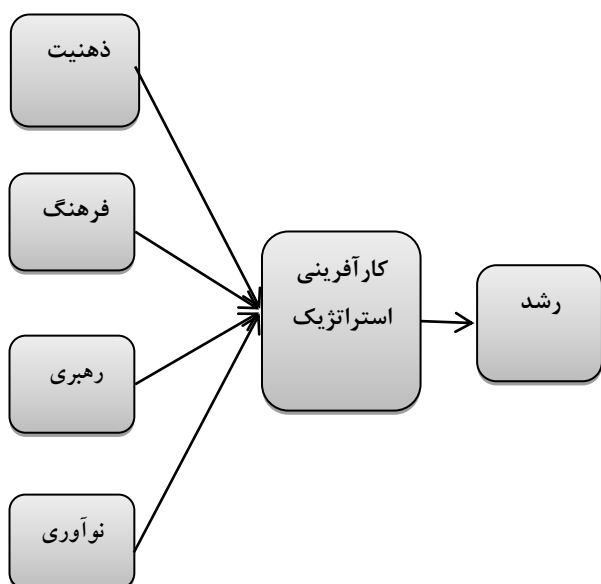 ذهنیت
فرهنگ
رهبری
نوآوری
کارآفرینی
استراتژیک
رشد